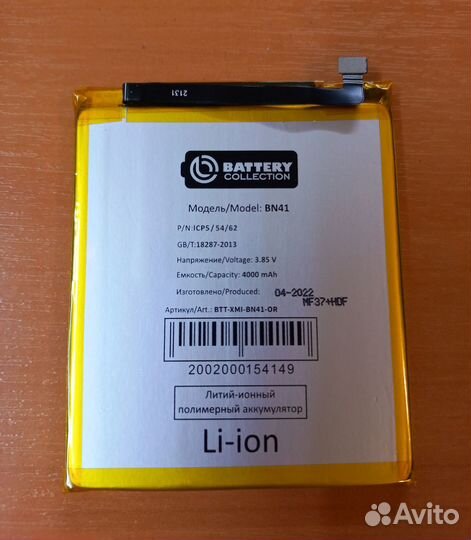 2131
BATTERY
COLLECTION
Модель/Model: BN41
P/N:ICP5/54/62
GB/T:18287-2013
Напряжение/Voltage: 3.85 V
Емкость/Capacity: 4000 mAh
Изготовлено/Produced: 04-2022
MF37+HDF
Артикул/Art.: BTT-XMI-BN41-OR
2002000154149
Литий-ионный
полимерный аккумулятор
Li-ion
Avito